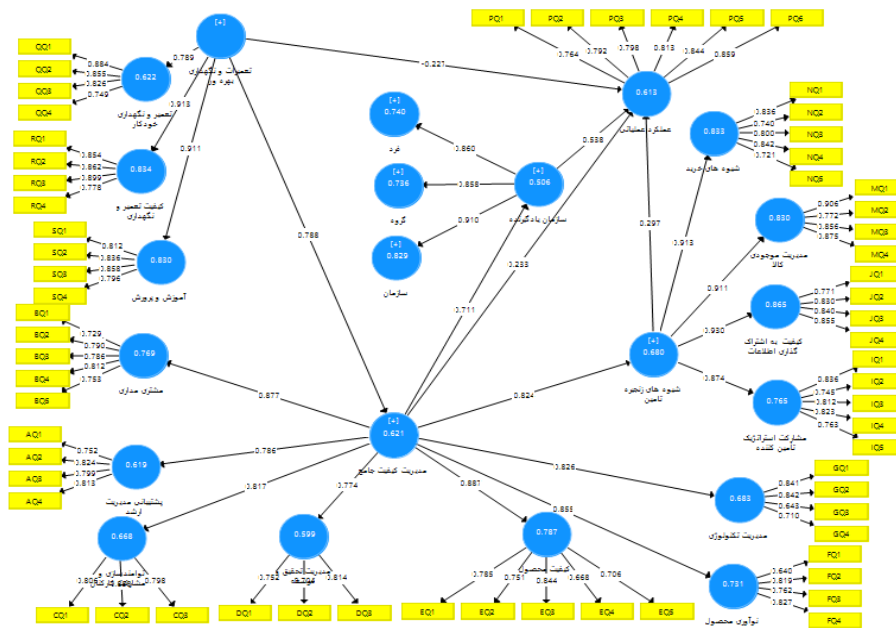 PQ1 PQ2 PQ3 PQ4 PQ5 PQ6
0.764 0.792 0.798 0.813 0.844 0.859
[+]
0.613
عملکرد عملیاتی
-0.221
[+]
تعمیرات و نگهداری
بهره ور
0.789
0.913
0.911
0.788
QQ1
QQ2
QQ3
QQ4
0.884
0.855
0.826
0.749
0.622
تعمیر و نگهداری
خودکار
RQ1
RQ2
RQ3
RQ4
0.854
0.862
0.899
0.778
0.834
کیفیت تعمیر و
نگهداری
SQ1
SQ2
SQ3
SQ4
0.812
0.836
0.858
0.796
0.830
آموزش و پرورش
[+]
0.740
فرد
[+]
0.736
گروه
[+]
0.829
سازمان
0.860
0.858
0.910
[+]
0.506
سازمان یادگیرنده
0.538
0.233
0.711
0.297
NQ1
NQ2
NQ3
NQ4
NQ5
0.836
0.740
0.800
0.842
0.721
0.833
شیوه های خرید
MQ1
MQ2
MQ3
MQ4
0.906
0.772
0.856
0.875
0.830
مدیریت موجودی
کالا
JQ1
JQ2
JQ3
JQ4
0.771
0.830
0.840
0.855
0.865
کیفیت به اشتراک
گذاری اطلاعات
IQ1
IQ2
IQ3
IQ4
IQ5
0.836
0.812
0.823
0.763
0.765
مشارکت استراتژیک
تامین کننده
0.913
0.911
0.930
0.874
[+]
0.680
شیوه های زنجیره
تامین
0.824
BQ2
BQ3
BQ4
BQ5
0.729
0.790
0.786
0.812
0.753
0.769
مشتری مداری
0.877
[+]
0.621
مدیریت کیفیت جامع
0.786
0.817
0.774
0.887
0.855
0.826
AQ1
AQ2
AQ3
AQ4
0.752
0.824
0.799
0.813
0.619
پشتیبانی مدیریت
ارشد
0.668
توانمندسازی و
0.798
CQ1 CQ2 CQ3
0.599
مدیریت تحقیق و
0.752 0.814
DQ1 DQ2 DQ3
0.787
کیفیت محصول
0.785 0.751 0.844 0.668 0.706
EQ1 EQ2 EQ3 EQ4 EQ5
GQ1
GQ2
GQ3
GQ4
0.841
0.842
0.643
0.710
0.683
مدیریت تکنولوژی
FQ1
FQ2
FQ3
FQ4
0.640
0.819
0.762
0.827
0.731
نوآوری محصول